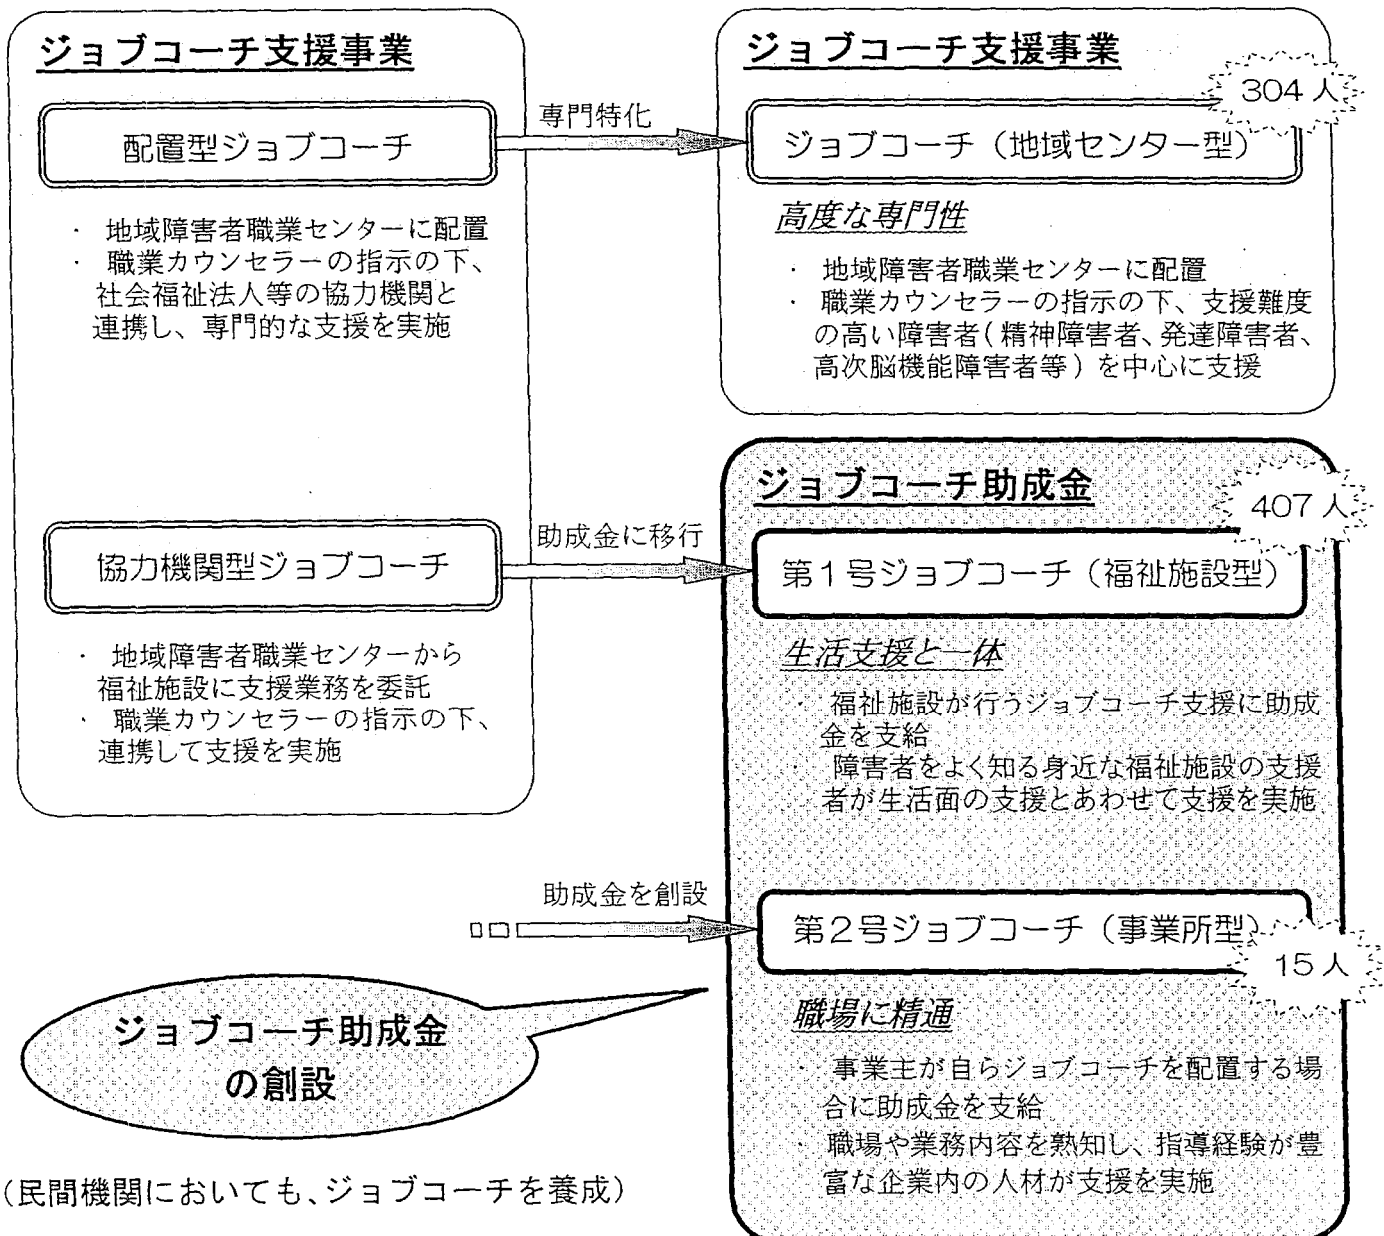 ジョブコーチ支援事業
配置型ジョブコーチ
・ 地域障害者職業センターに配置
・ 職業カウンセラーの指示の下、
社会福祉法人等の協力機関と
連携し、専門的な支援を実施
協力機関型ジョブコーチ
・ 地域障害者職業センターから
福祉施設に支援業務を委託
・ 職業カウンセラーの指示の下、
連携して支援を実施
専門特化
助成金に移行
助成金を創設
ジョブコーチ支援事業
304人
ジョブコーチ(地域センター型)
高度な専門性
・ 地域障害者職業センターに配置
・ 職業カウンセラーの指示の下、支援難度
の高い障害者(精神障害者、発達障害者、
高次脳機能障害者等)を中心に支援
ジョブコーチ助成金
407人
第1号ジョブコーチ(福祉施設型)
生活支援と一体
・ 福祉施設が行うジョブコーチ支援に助成
金を支給
・ 障害者をよく知る身近な福祉施設の支援
者が生活面の支援とあわせて支援を実施
第2号ジョブコーチ(事業所型)
15人
職場に精通
・ 事業主が自らジョブコーチを配置する場
合に助成金を支給
・ 職場や業務内容を熟知し、指導経験が豊
富な企業内の人材が支援を実施
ジョブコーチ助成金
の創設
(民間機関においても、ジョブコーチを養成)